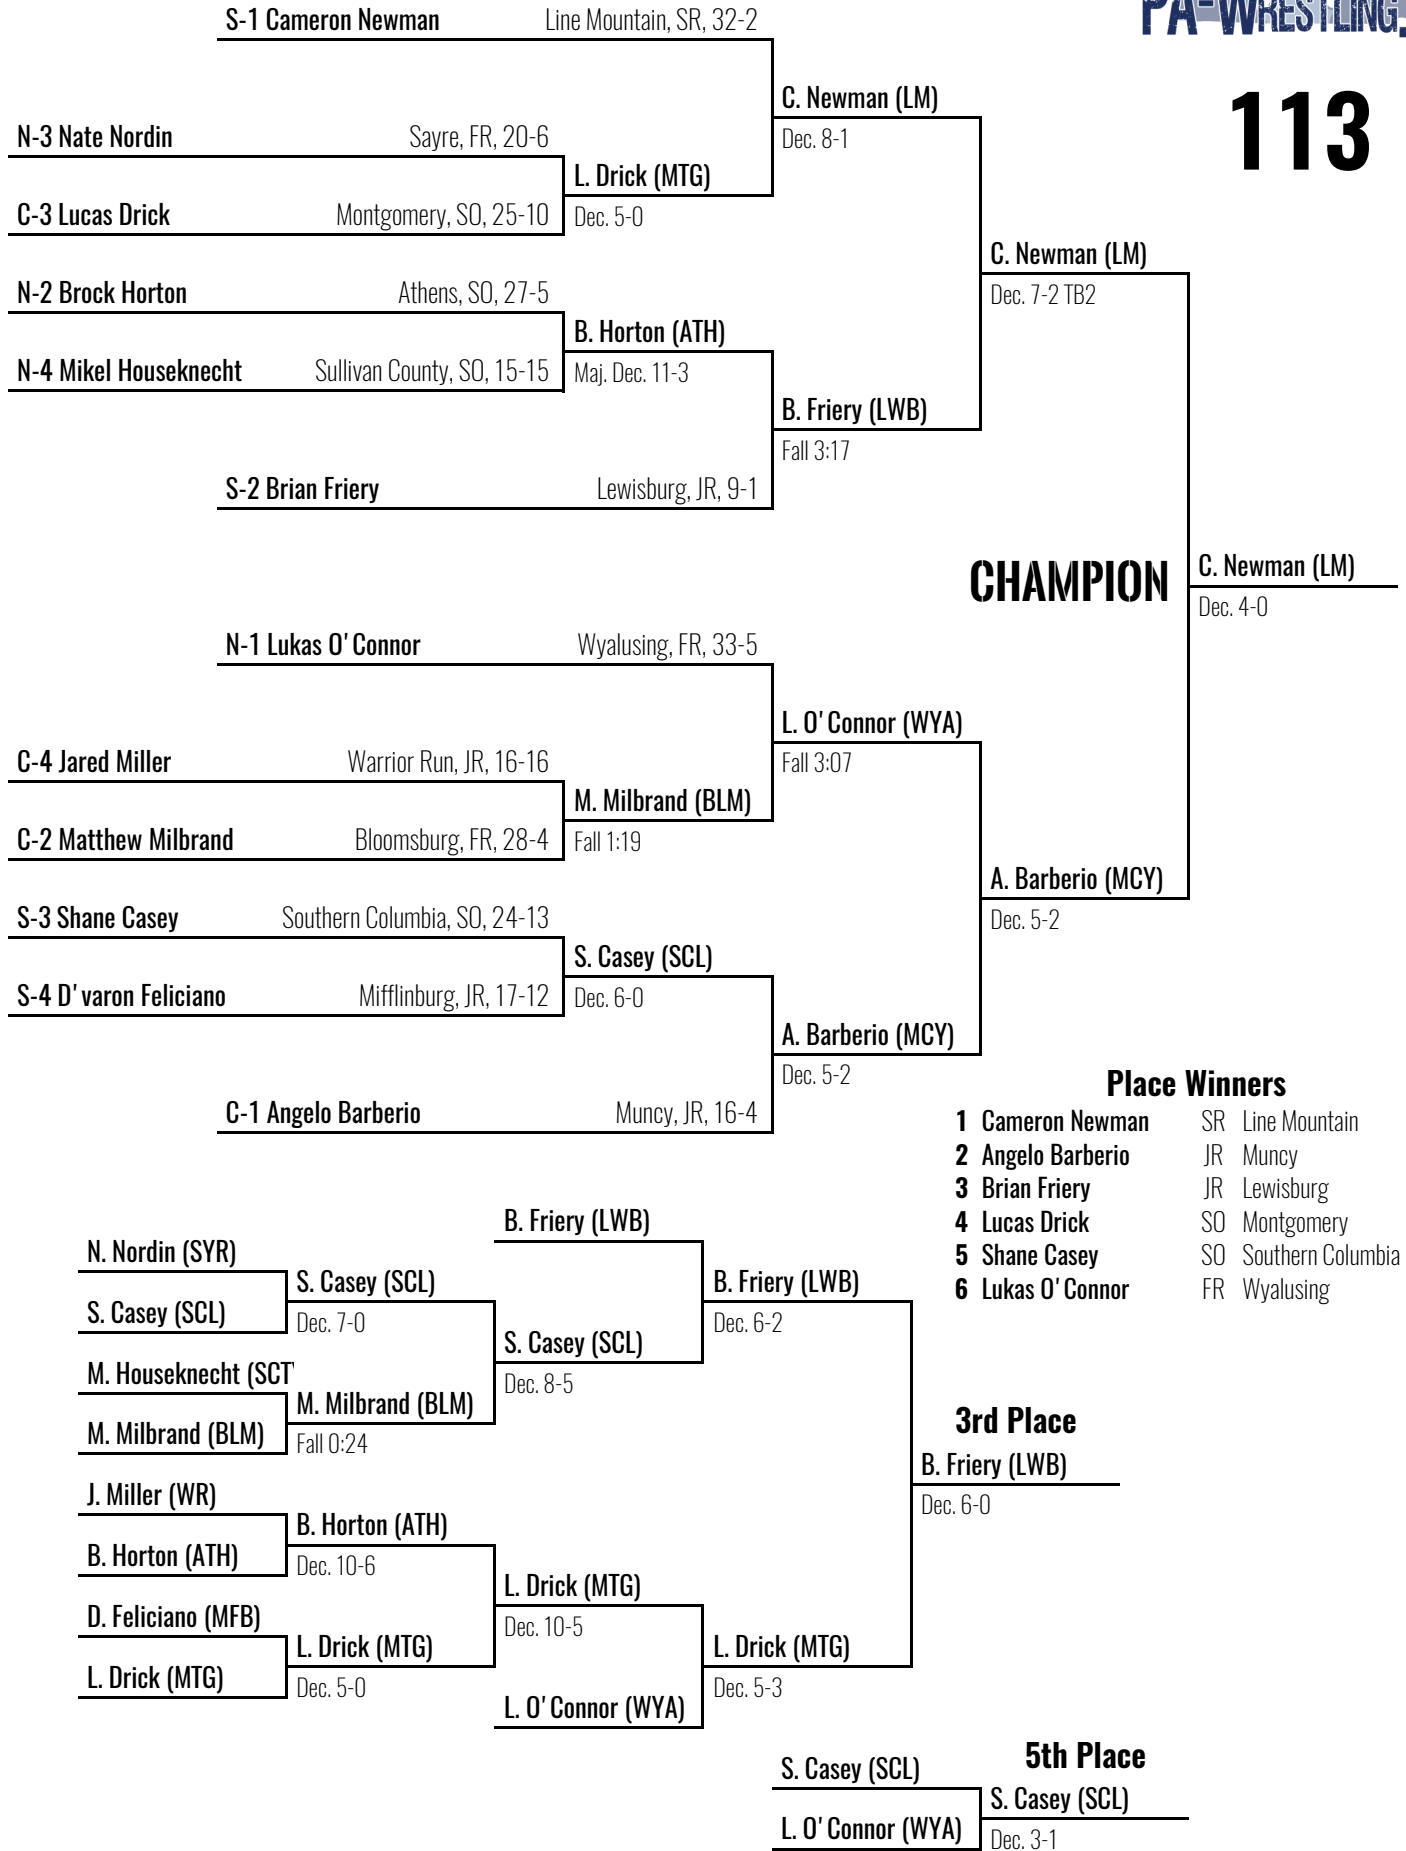 S-1 Cameron Newman Line Mountain, SR, 32-2
PA-WRESTLING.
113
C. Newman (LM)
Dec. 8-1
N-3 Nate Nordin Sayre, FR, 20-6
L. Drick (MTG)
Dec. 5-0
C-3 Lucas Drick Montgomery, SO, 25-10
C. Newman (LM)
Dec. 7-2 TB2
N-2 Brock Horton Athens, SO, 27-5
B. Horton (ATH)
Maj. Dec. 11-3
N-4 Mikel Houseknecht Sullivan County, SO, 15-15
B. Friery (LWB)
Fall 3:17
S-2 Brian Friery Lewisburg, JR, 9-1
CHAMPION
C. Newman (LM)
Dec. 4-0
N-1 Lukas O'Connor Wyalusing, FR, 33-5
L. O'Connor (WYA)
Fall 3:07
C-4 Jared Miller Warrior Run, JR, 16-16
M. Milbrand (BLM)
Fall 1:19
C-2 Matthew Milbrand Bloomsburg, FR, 28-4
A. Barberio (MCY)
Dec. 5-2
S-3 Shane Casey Southern Columbia, SO, 24-13
S. Casey (SCL)
Dec. 6-0
S-4 D'varon Feliciano Mifflinburg, JR, 17-12
A. Barberio (MCY)
Dec. 5-2
C-1 Angelo Barberio Muncy, JR, 16-4
Place Winners
1 Cameron Newman SR Line Mountain
2 Angelo Barberio JR Muncy
3 Brian Friery JR Lewisburg
4 Lucas Drick SO Montgomery
5 Shane Casey SO Southern Columbia
6 Lukas O'Connor FR Wyalusing
B. Friery (LWB)
N. Nordin (SYR)
S. Casey (SCL)
Dec. 7-0
S. Casey (SCL)
B. Friery (LWB)
Dec. 6-2
S. Casey (SCL)
Dec. 8-5
M. Houseknecht (SCT
M. Milbrand (BLM)
Fall 0:24
M. Milbrand (BLM)
3rd Place
B. Friery (LWB)
Dec. 6-0
J. Miller (WR)
B. Horton (ATH)
Dec. 10-6
B. Horton (ATH)
L. Drick (MTG)
Dec. 10-5
D. Feliciano (MFB)
L. Drick (MTG)
Dec. 5-0
L. Drick (MTG)
L. Drick (MTG)
Dec. 5-3
L. O'Connor (WYA)
5th Place
S. Casey (SCL)
S. Casey (SCL)
Dec. 3-1
L. O'Connor (WYA)